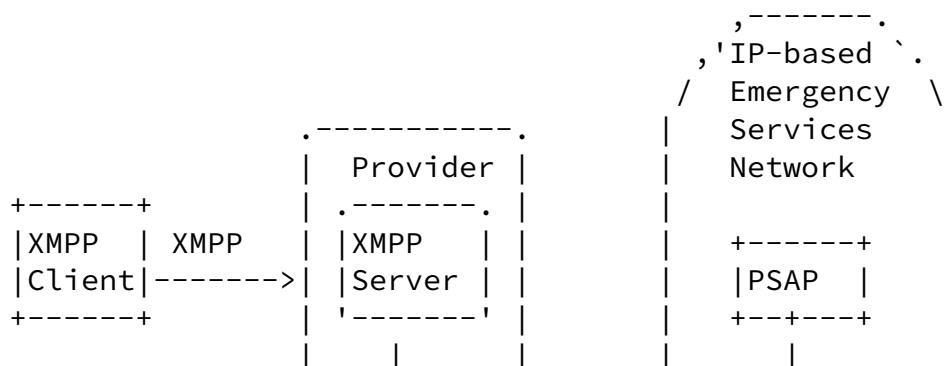 ,-------.
                                         ,'IP-based `.
                                        /  Emergency  \
                 .-----------.         |   Services
                 |  Provider |         |   Network
+------+         | .-------. |         |
|XMPP  | XMPP    | |XMPP   | |         |   +------+
|Client|-------->| |Server | |         |   |PSAP  |
+------+         | '-------' |         |   +--+---+
                 |    |      |         |      |